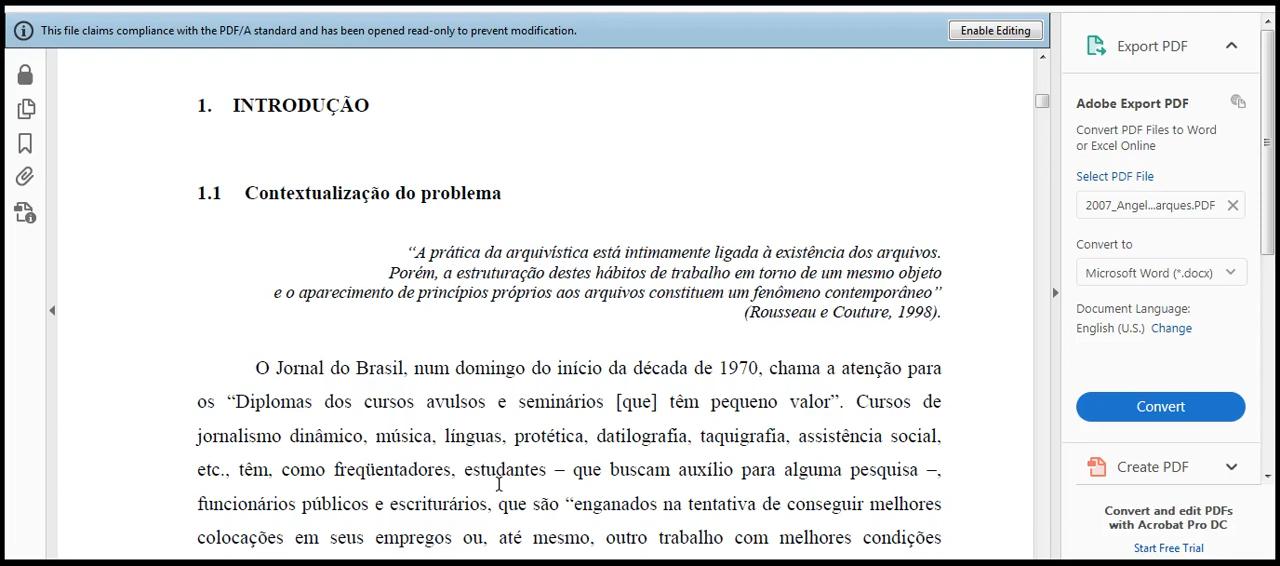 This file claims compliance with the PDF/A standard and has been opened read-only to prevent modification.
Enable Editing
1. INTRODUÇÃO
1.1 Contextualização do problema
“A prática da arquivística está intimamente ligada à existência dos arquivos.
Porém, a estruturação destes hábitos de trabalho em torno de um mesmo objeto
e o aparecimento de princípios próprios aos arquivos constituem um fenômeno contemporâneo”
(Rousseau e Couture, 1998).
O Jornal do Brasil, num domingo do início da década de 1970, chama a atenção para
os “Diplomas dos cursos avulsos e seminários [que] têm pequeno valor”. Cursos de
jornalismo dinâmico, música, línguas, protética, datilografia, taquigrafia, assistência social,
etc., têm, como freqüentadores, estudantes – que buscam auxílio para alguma pesquisa –,
funcionários públicos e escriturários, que são “enganados na tentativa de conseguir melhores
colocações em seus empregos ou, até mesmo, outro trabalho com melhores condições
Export PDF
Adobe Export PDF
Convert PDF Files to Word
or Excel Online
Select PDF File
2007_Angel...arques.PDF
Convert to
Microsoft Word (*.docx)
Document Language:
English (U.S.) Change
Convert
Create PDF
Convert and edit PDFs
with Acrobat Pro DC
Start Free Trial